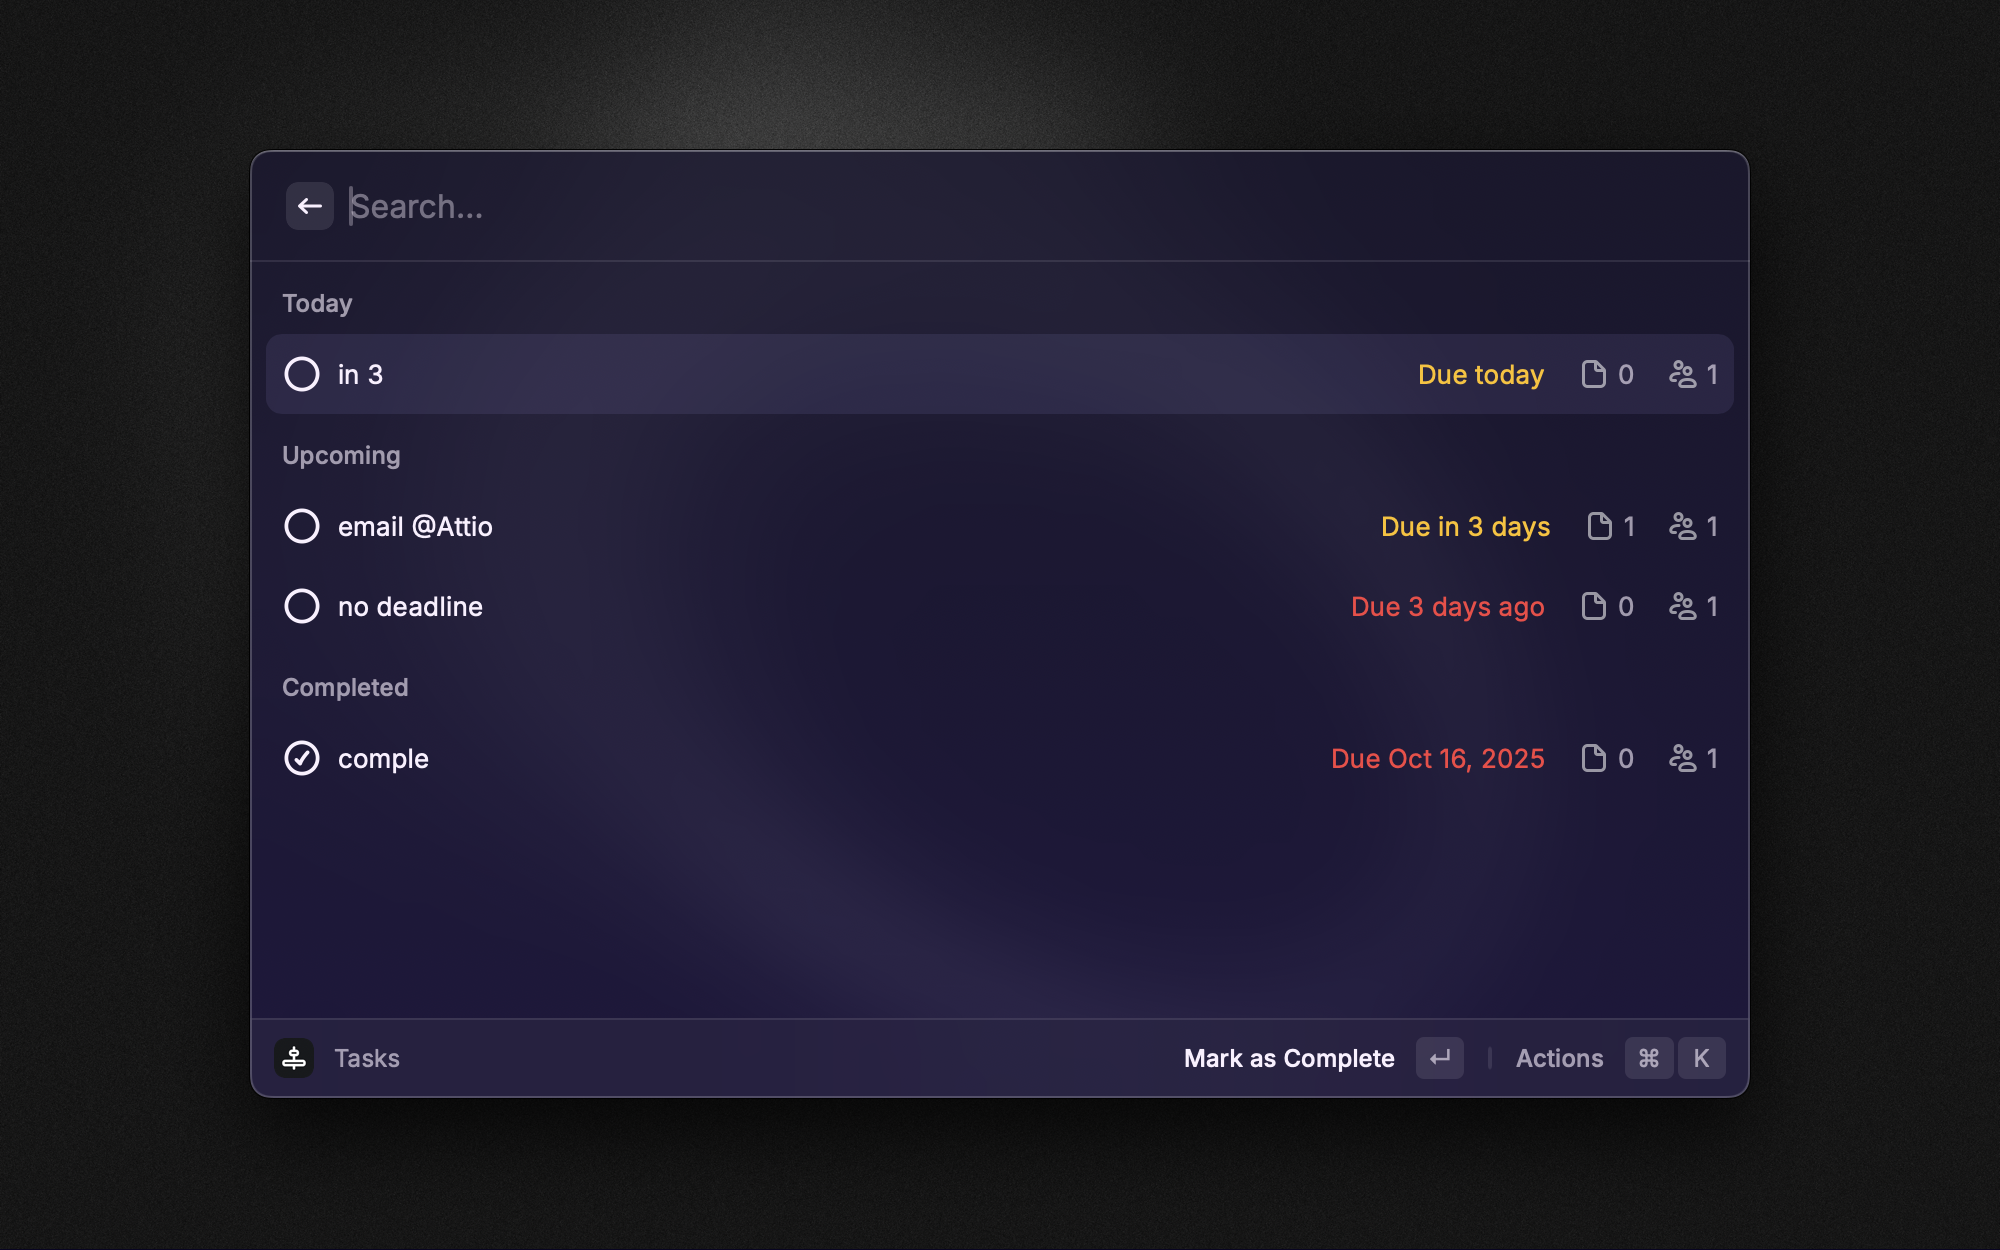 Search...
Today
in 3 Due today 0 1
Upcoming
email @Attio Due in 3 days 1 1
no deadline Due 3 days ago 0 1
Completed
comple Due Oct 16, 2025 0 1
Tasks Mark as Complete ↵ Actions ⌘ K